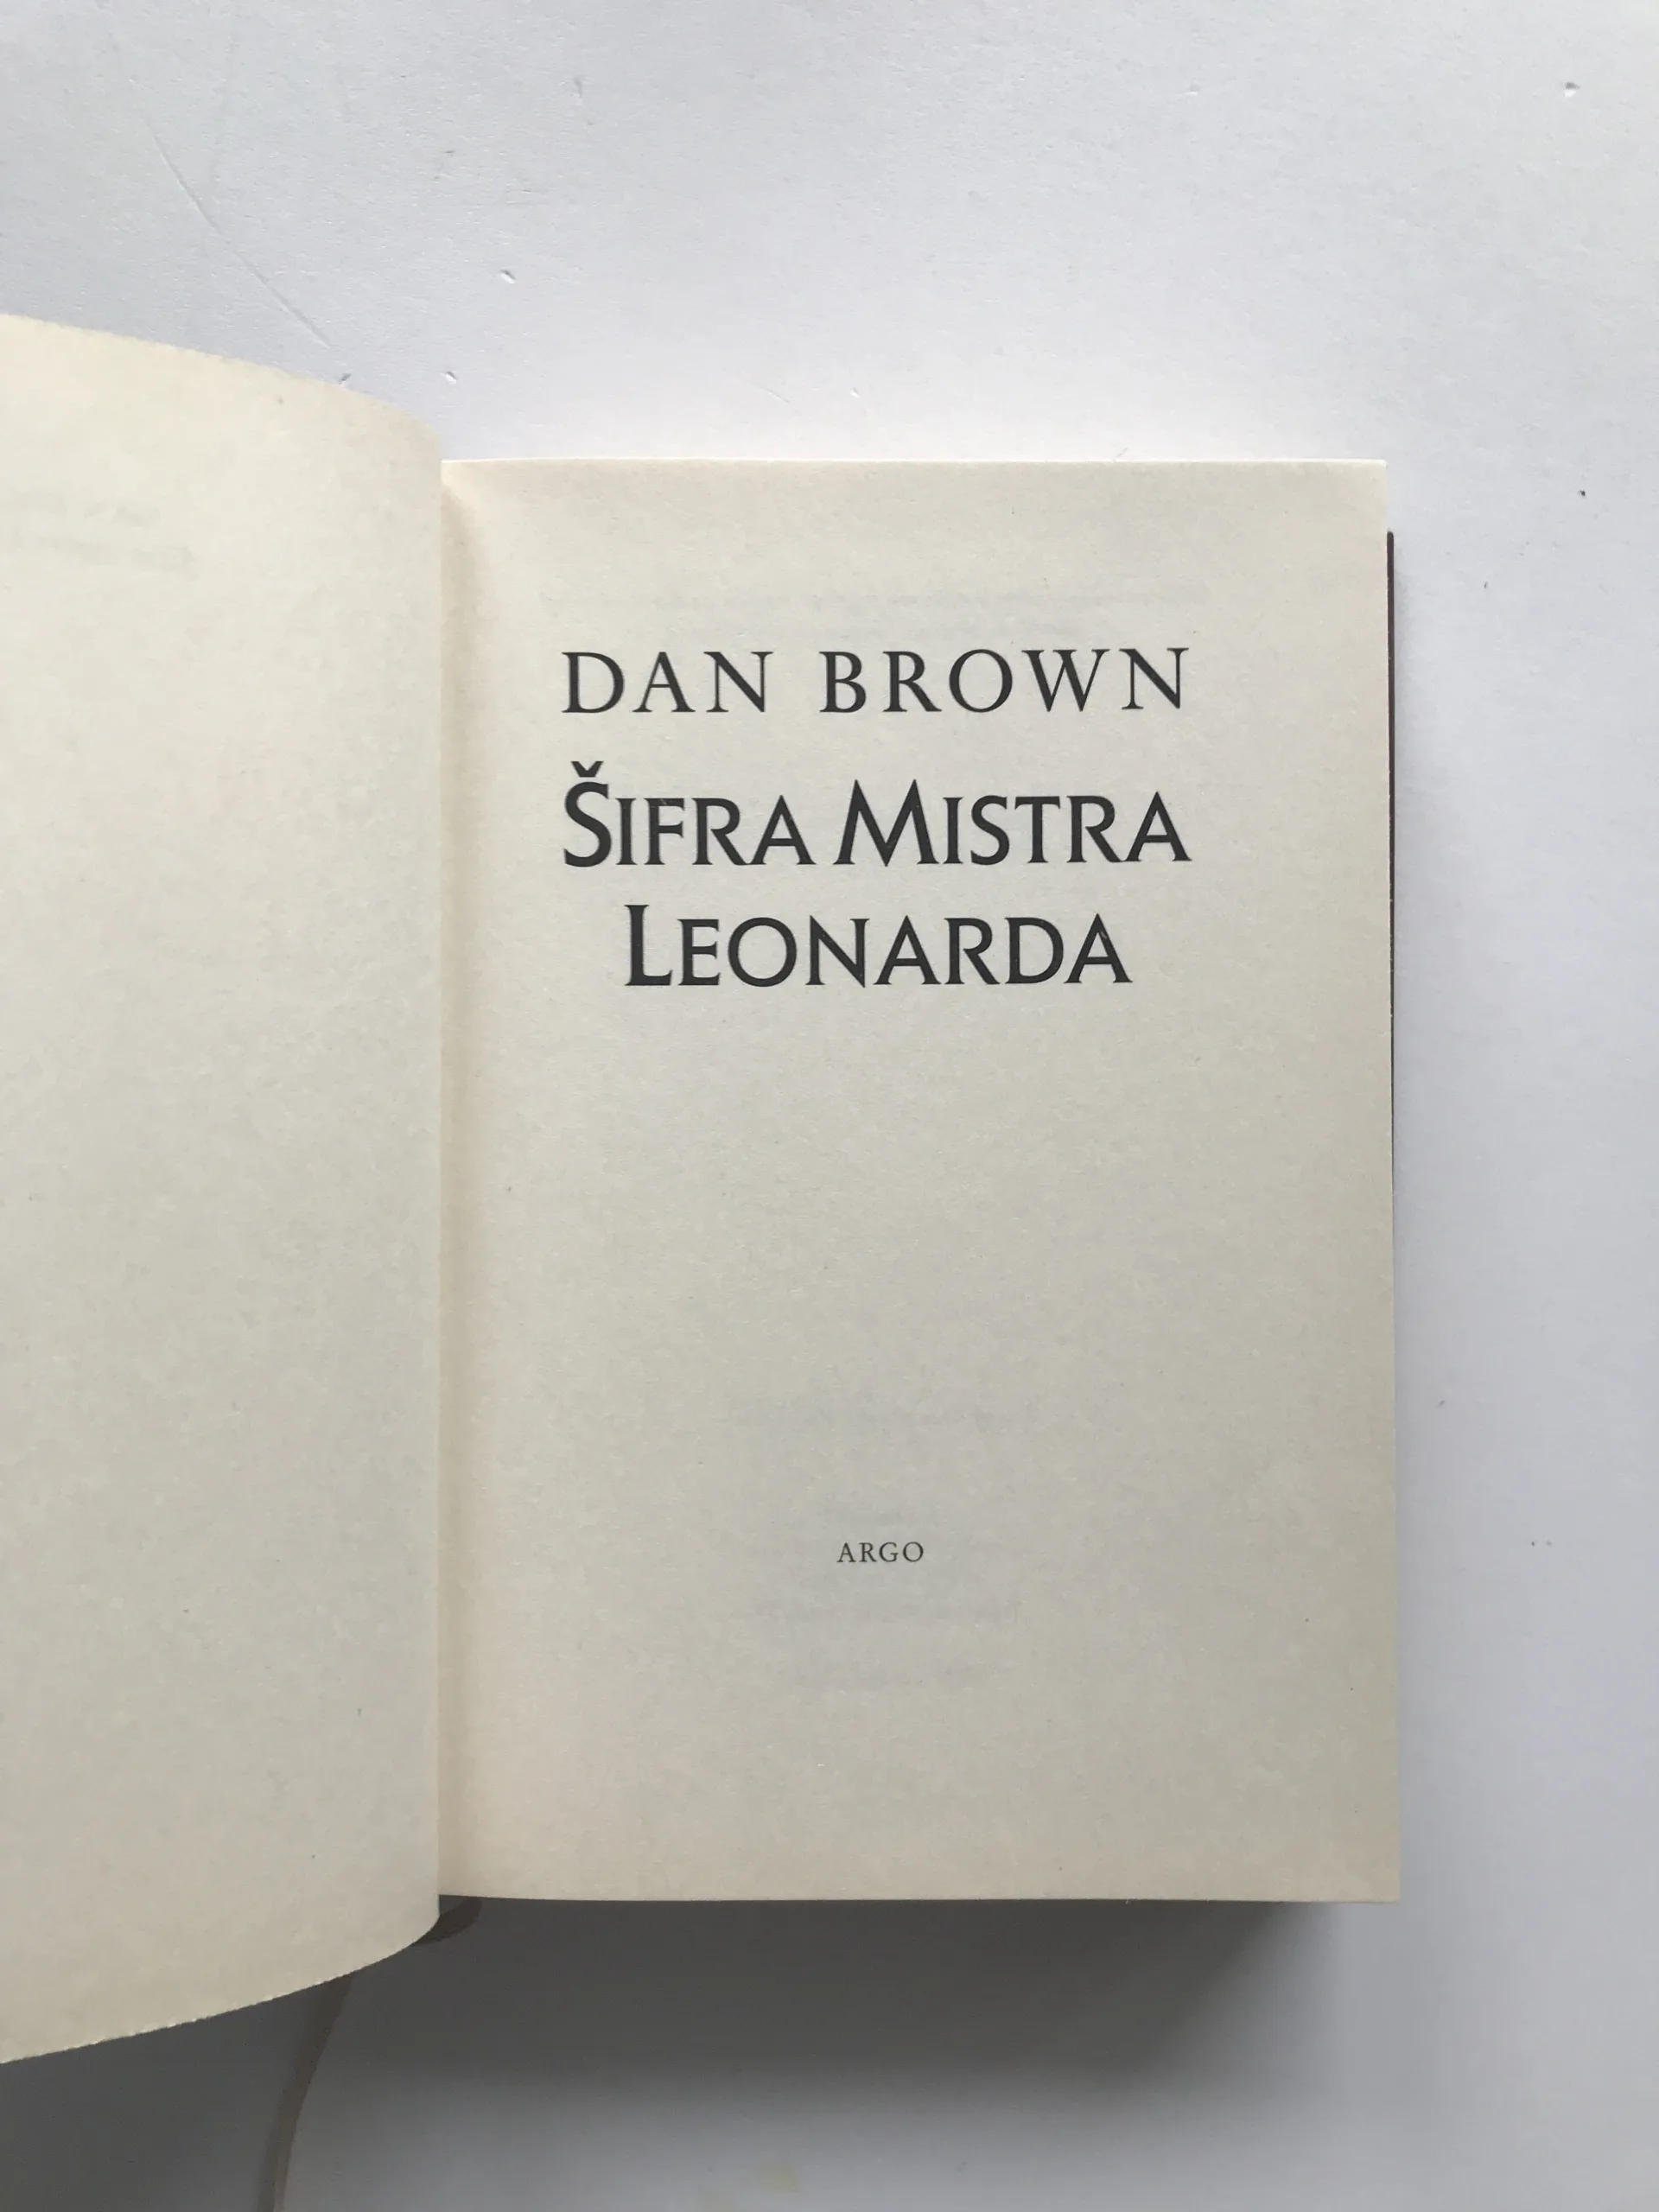 DAN BROWN
ŠIFRA MISTRA
LEONARDA
ARGO